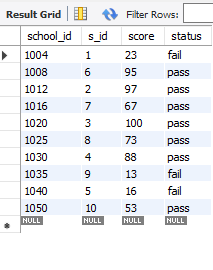 Result Grid Filter Rows:
school_id s_id score status
1004 1 23 fail
1008 6 95 pass
1012 2 97 pass
1016 7 67 pass
1020 3 100 pass
1025 8 73 pass
1030 4 88 pass
1035 9 13 fail
1040 5 16 fail
1050 10 53 pass
NULL NULL NULL NULL